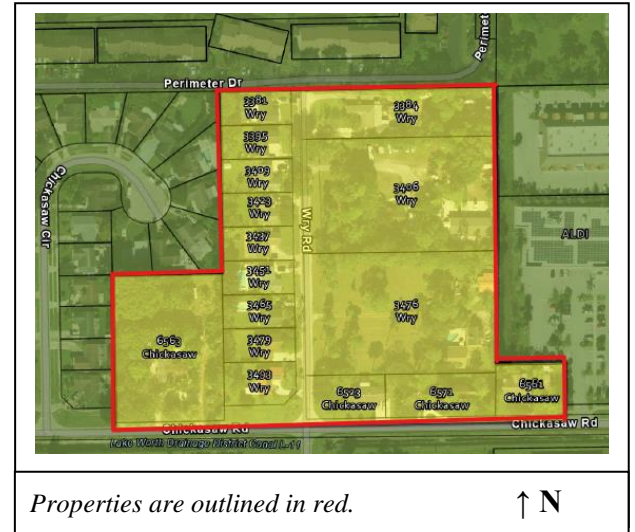 Perimeter
Perimeter Dr
3381
Wry
3384
Wry
3395
Wry
3409
Wry
3406
Wry
3423
Wry
Chickasaw Cir
3437
Wry
Wry Rd
ALDI
3451
Wry
3465
Wry
3476
Wry
6563
Chickasaw
3479
Wry
3493
Wry
6523
Chickasaw
6571
Chickasaw
6561
Chickasaw
Chickasaw Rd
Chickasaw Rd
Lake Worth Drainage District Canal L-11
Properties are outlined in red. ↑ N